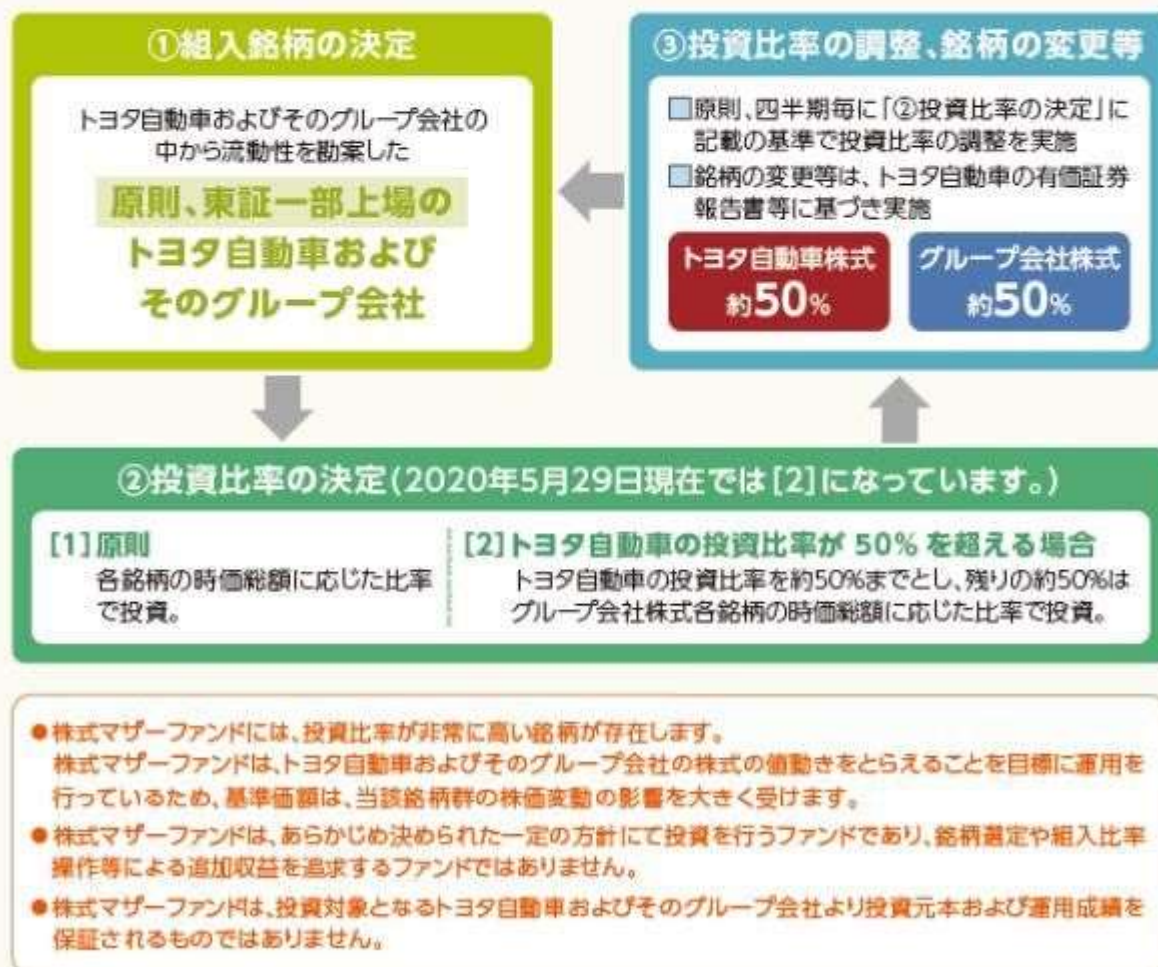 ①組入銘柄の決定
トヨタ自動車およびそのグループ会社の
中から流動性を勘案した
原則、東証一部上場の
トヨタ自動車および
そのグループ会社
③投資比率の調整、銘柄の変更等
原則、四半期毎に「②投資比率の決定」に
記載の基準で投資比率の調整を実施
銘柄の変更等は、トヨタ自動車の有価証券
報告書等に基づき実施
トヨタ自動車株式
約50%
グループ会社株式
約50%
②投資比率の決定(2020年5月29日現在では[2]になっています。)
[1]原則
各銘柄の時価総額に応じた比率
で投資。
[2]トヨタ自動車の投資比率が 50% を超える場合
トヨタ自動車の投資比率を約50%までとし、残りの約50%は
グループ会社株式各銘柄の時価総額に応じた比率で投資。
●株式マザーファンドには、投資比率が非常に高い銘柄が存在します。
株式マザーファンドは、トヨタ自動車およびそのグループ会社の株式の値動きをとらえることを目標に運用を
行っているため、基準価額は、当該銘柄群の株価変動の影響を大きく受けます。
●株式マザーファンドは、あらかじめ決められた一定の方針にて投資を行うファンドであり、銘柄選定や組入比率
操作等による追加収益を追求するファンドではありません。
●株式マザーファンドは、投資対象となるトヨタ自動車およびそのグループ会社より投資元本および運用成績を
保証されるものではありません。